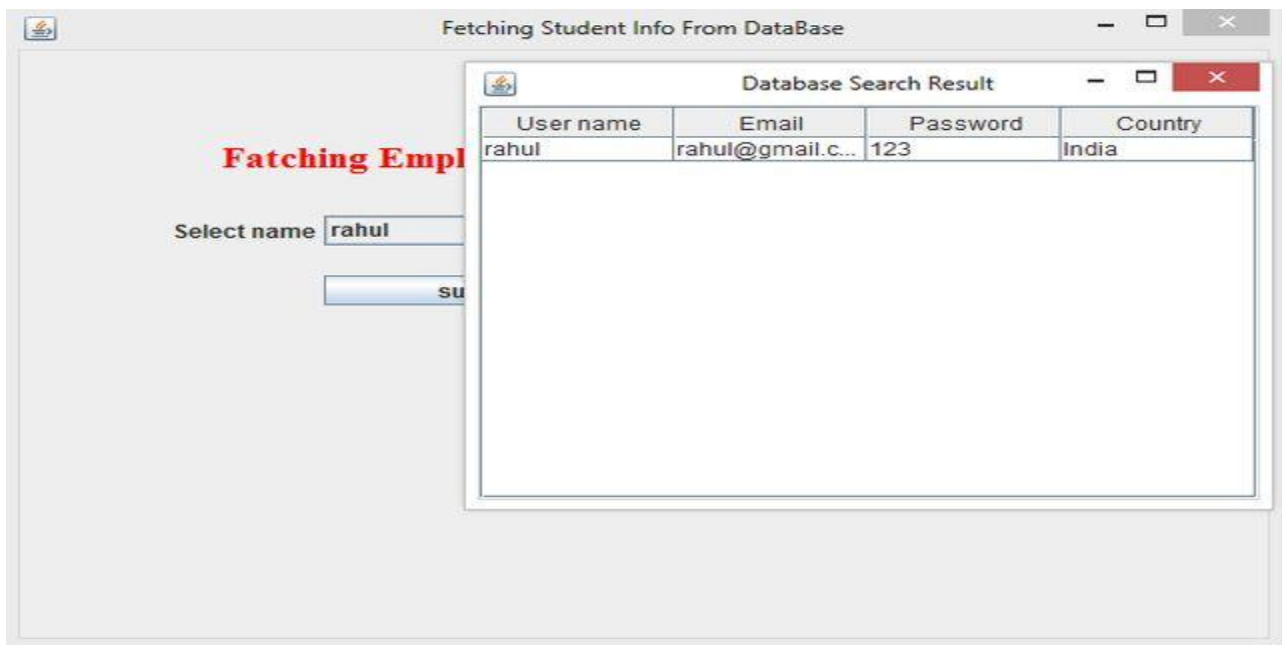 Fetching Student Info From DataBase
Database Search Result
User name Email Password Country
rahul rahul@gmail.c... 123 India
Fatching Empl
Select name rahul
su